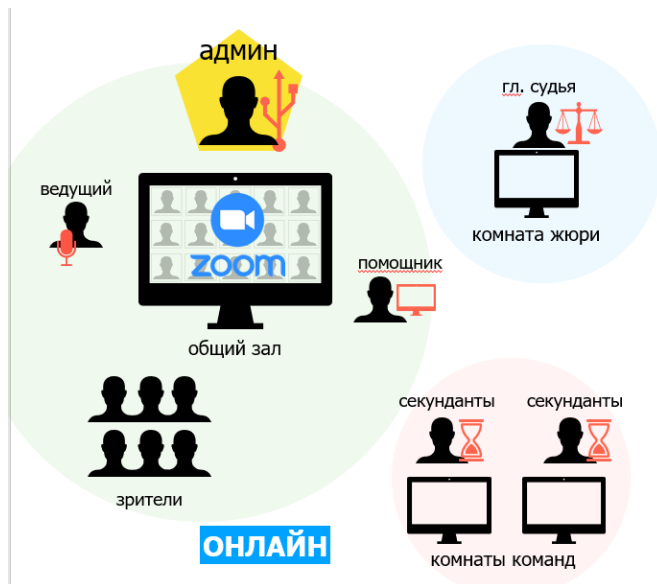 админ
гл. судья
ведущий
zoom
комната жюри
помощник
общий зал
секунданты
секунданты
зрители
ОНЛАЙН
комнаты команд